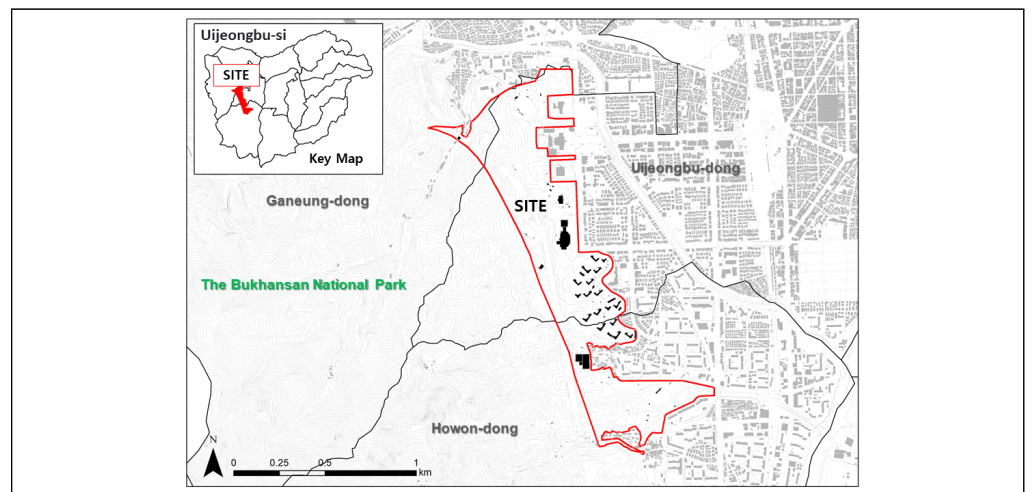 Uijeongbu-si
SITE
Key Map
Ganeung-dong
Uijeongbu-dong
SITE
The Bukhansan National Park
Howon-dong
N
0 0.25 0.5 1
km